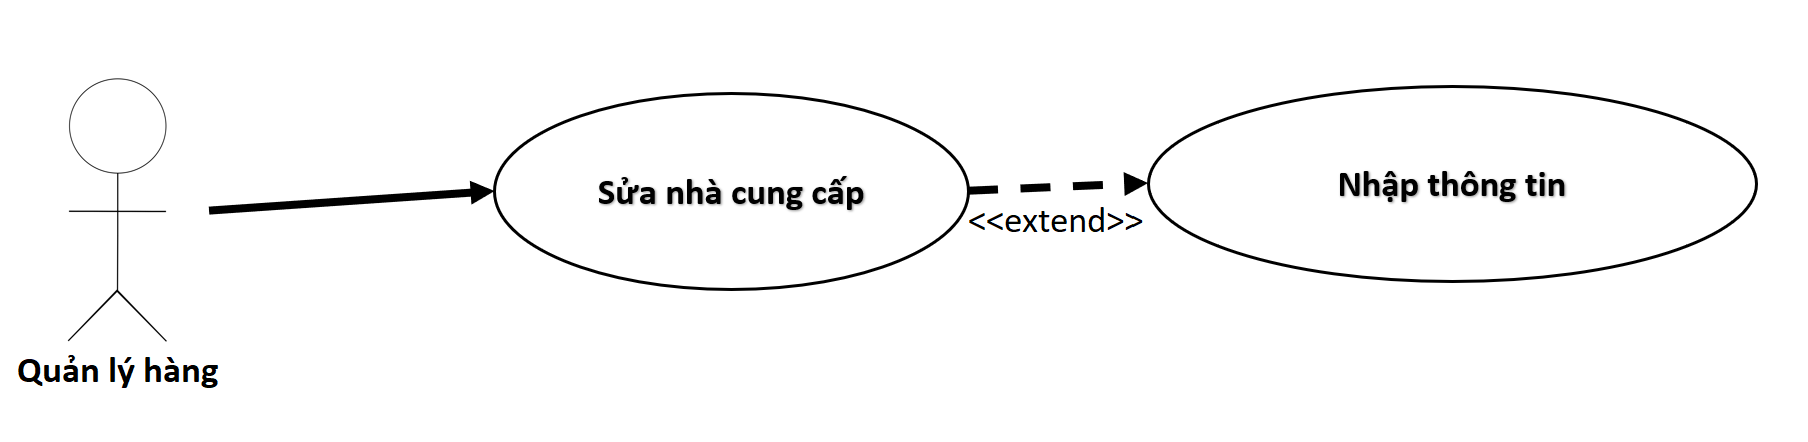 Sửa nhà cung cấp
Nhập thông tin
<<extend>>
Quản lý hàng